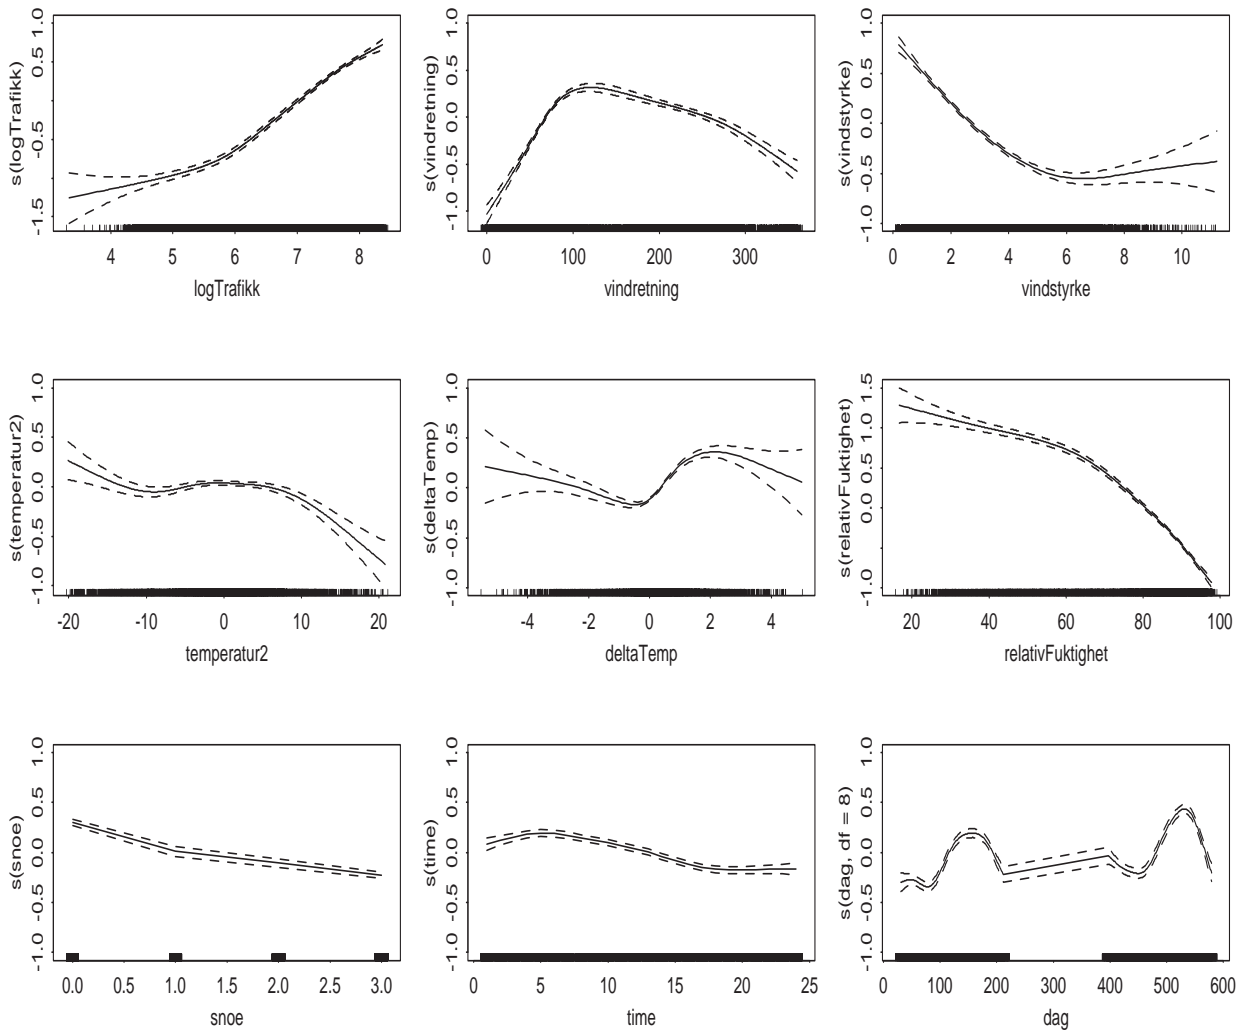 s(logTrafikk)
-1.5 -0.5 0.5 1.0
4 5 6 7 8
logTrafikk
s(vindretning)
-1.0 -0.5 0.0 0.5 1.0
0 100 200 300
vindretning
s(vindstyrke)
-1.0 -0.5 0.0 0.5 1.0
0 2 4 6 8 10
vindstyrke
s(temperatur2)
-1.0 -0.5 0.0 0.5 1.0
-20 -10 0 10 20
temperatur2
s(deltaTemp)
-1.0 -0.5 0.0 0.5 1.0
-4 -2 0 2 4
deltaTemp
s(relativFuktighet)
-1.0 0.0 0.5 1.0 1.5
20 40 60 80 100
relativFuktighet
s(snoe)
-1.0 -0.5 0.0 0.5 1.0
0.0 0.5 1.0 1.5 2.0 2.5 3.0
snoe
s(time)
-1.0 -0.5 0.0 0.5 1.0
0 5 10 15 20 25
time
s(dag, df = 8)
-1.0 -0.5 0.0 0.5 1.0
0 100 200 300 400 500 600
dag